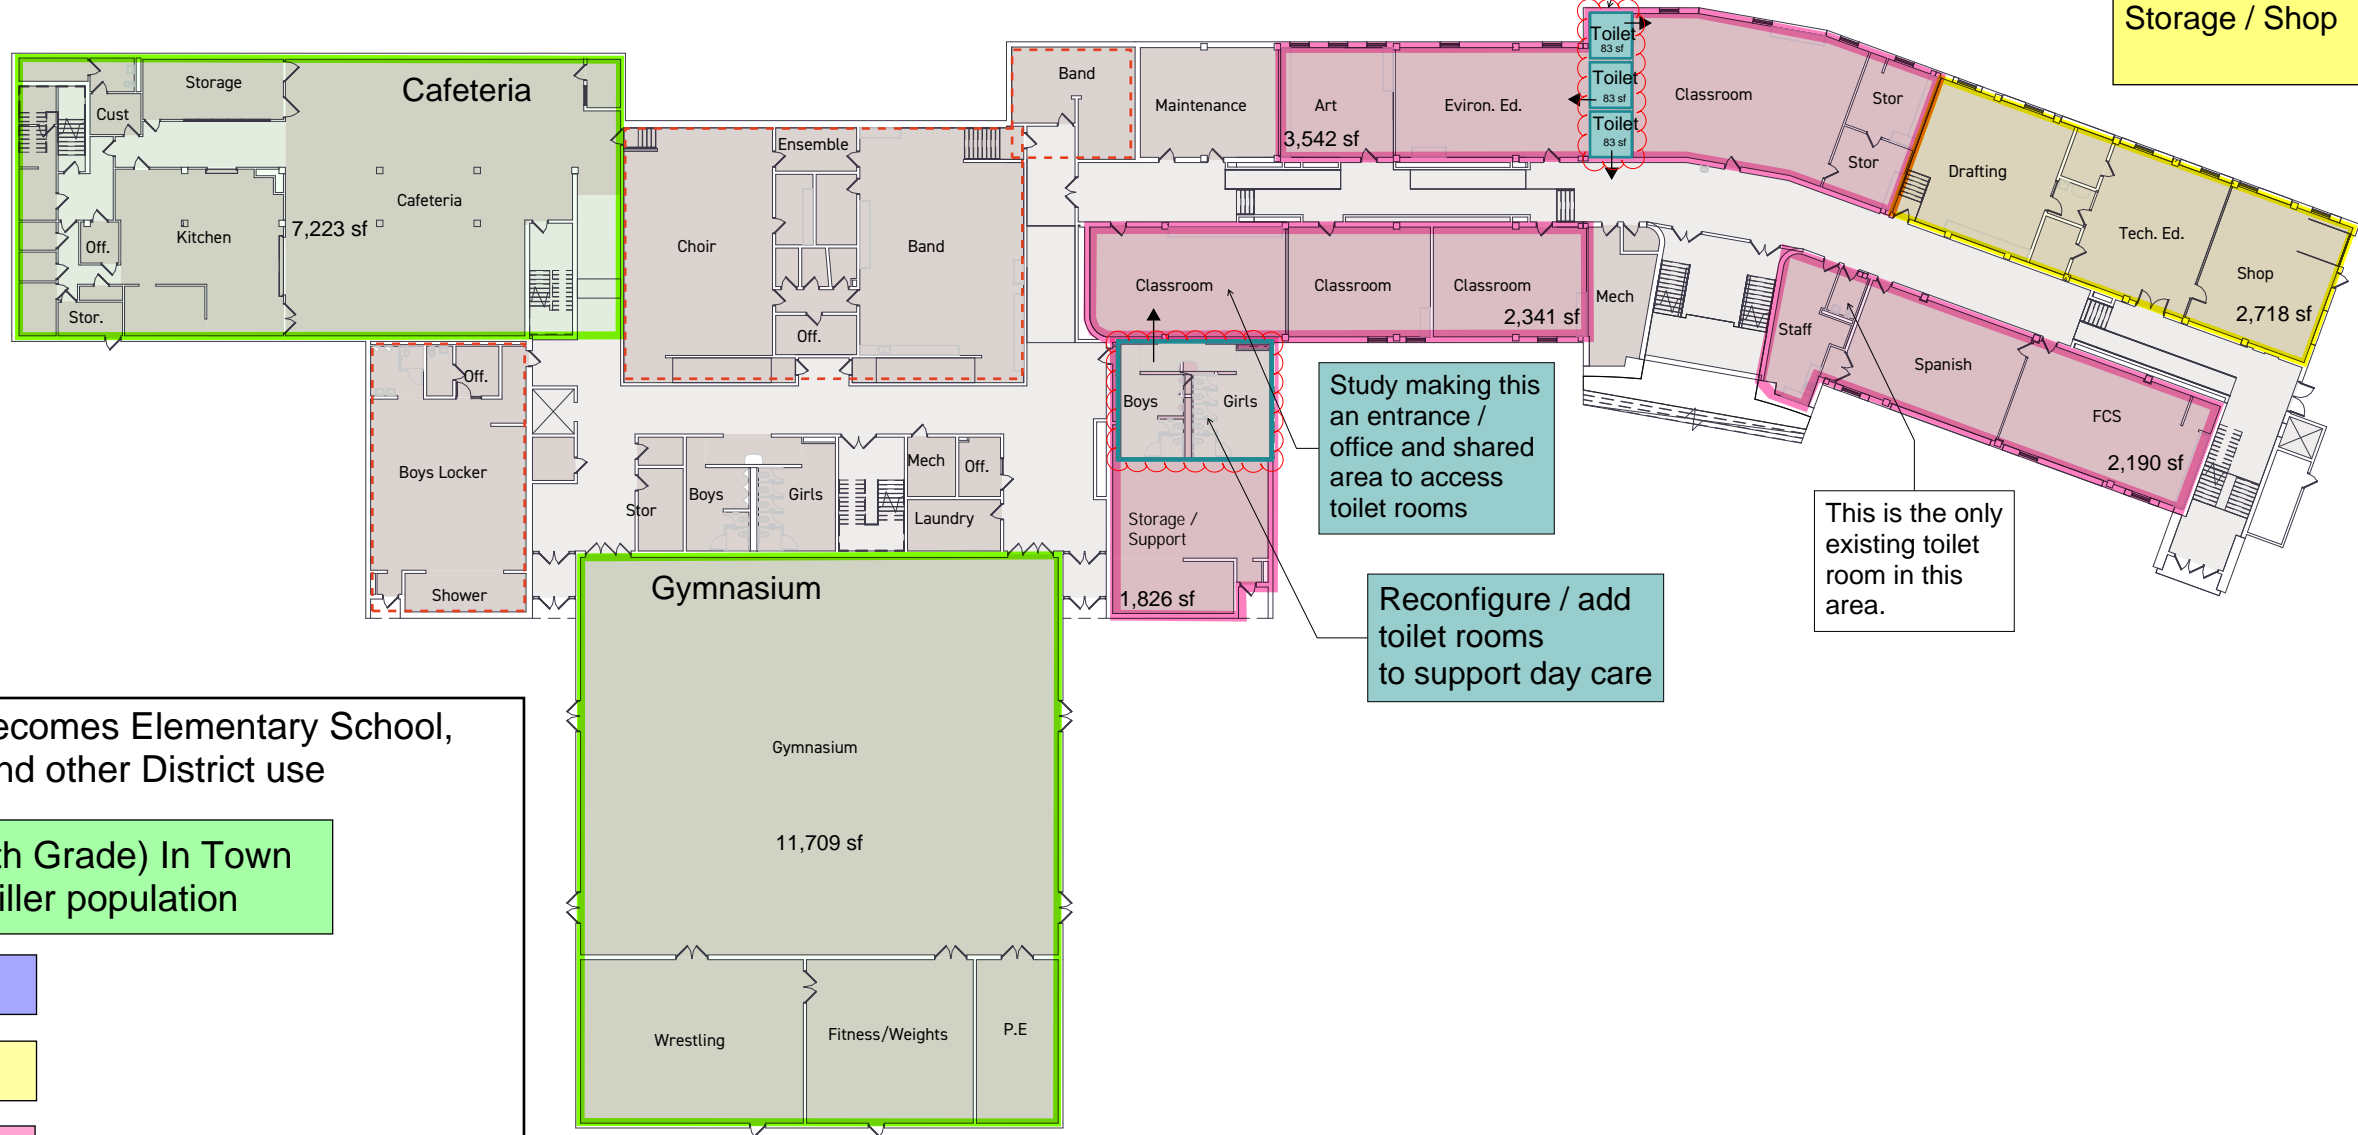 Storage / Shop
Toilet
83 sf
Toilet
83 sf
Toilet
83 sf
Cafeteria
Storage
Cust
Cafeteria
Kitchen
7,223 sf
Off.
Stor.
Band
Maintenance
Art
3,542 sf
Eviron. Ed.
Classroom
Stor
Stor
Drafting
Tech. Ed.
Shop
2,718 sf
Ensemble
Choir
Band
Off.
Classroom
Classroom
Classroom
2,341 sf
Mech
Staff
Spanish
FCS
2,190 sf
Off.
Boys Locker
Shower
Stor
Boys
Girls
Mech
Off.
Laundry
Boys
Girls
Storage /
Support
1,826 sf
Study making this
an entrance /
office and shared
area to access
toilet rooms
Reconfigure / add
toilet rooms
to support day care
This is the only
existing toilet
room in this
area.
Gymnasium
Gymnasium
11,709 sf
Wrestling
Fitness/Weights
P.E
ecomes Elementary School,
nd other District use
th Grade) In Town
iller population